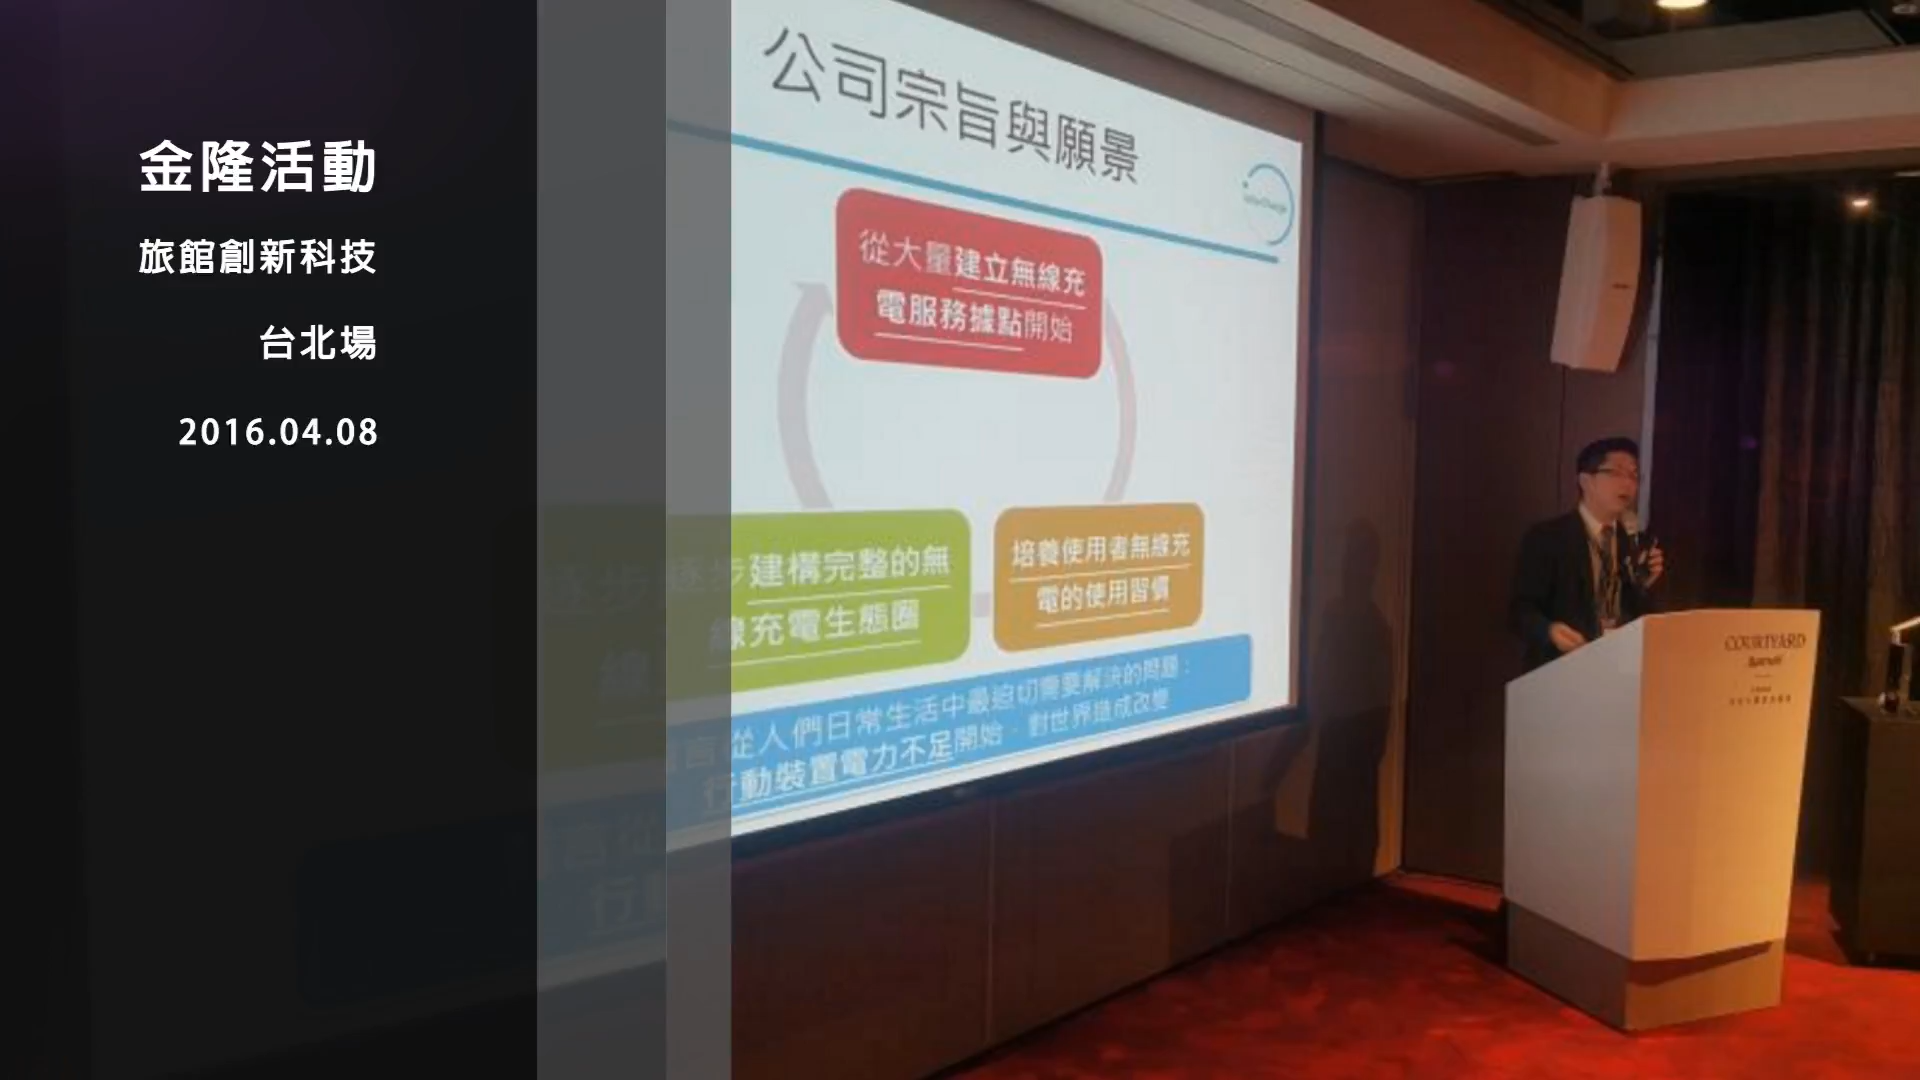 金隆活動
旅館創新科技
台北場
2016.04.08
公司宗旨與願景
從大量建立無線充
電服務據點開始
逐步建構完整的無
線充電生態圈
培養使用者無線充
電的使用習慣
從人們日常生活中最迫切需要解決的問題：
行動裝置電力不足開始，對世界造成改變
COURTYARD
Marriott